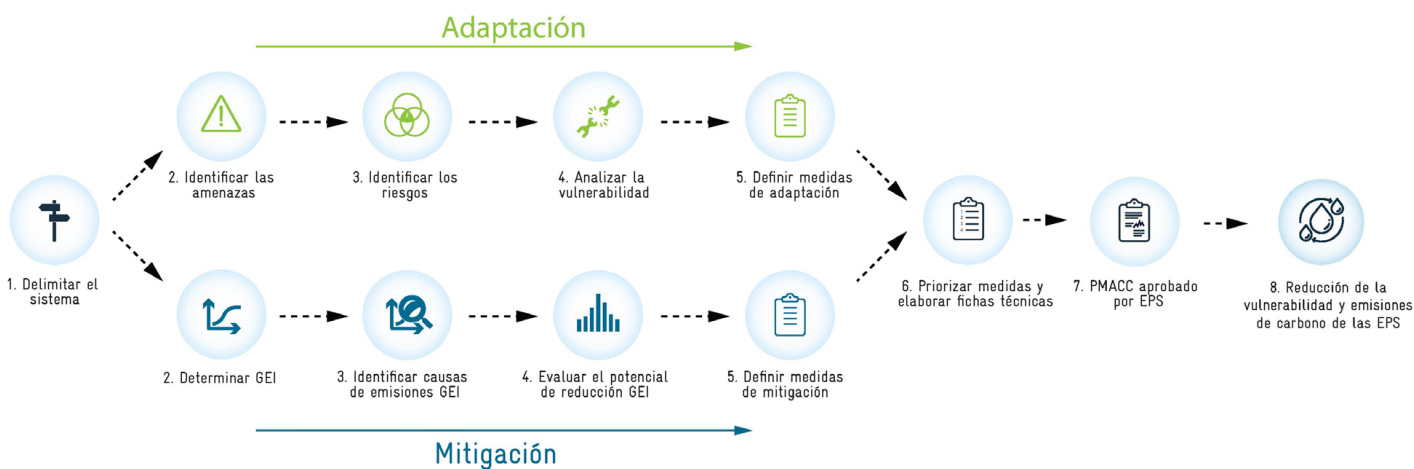 Adaptación
2. Identificar las
amenazas
3. Identificar los
riesgos
4. Analizar la
vulnerabilidad
5. Definir medidas
de adaptación
1. Delimitar el
sistema
6. Priorizar medidas y
elaborar fichas técnicas
7. PMACC aprobado
por EPS
8. Reducción de la
vulnerabilidad y emisiones
de carbono de las EPS
2. Determinar GEI
3. Identificar causas
de emisiones GEI
4. Evaluar el potencial
de reducción GEI
5. Definir medidas
de mitigación
Mitigación